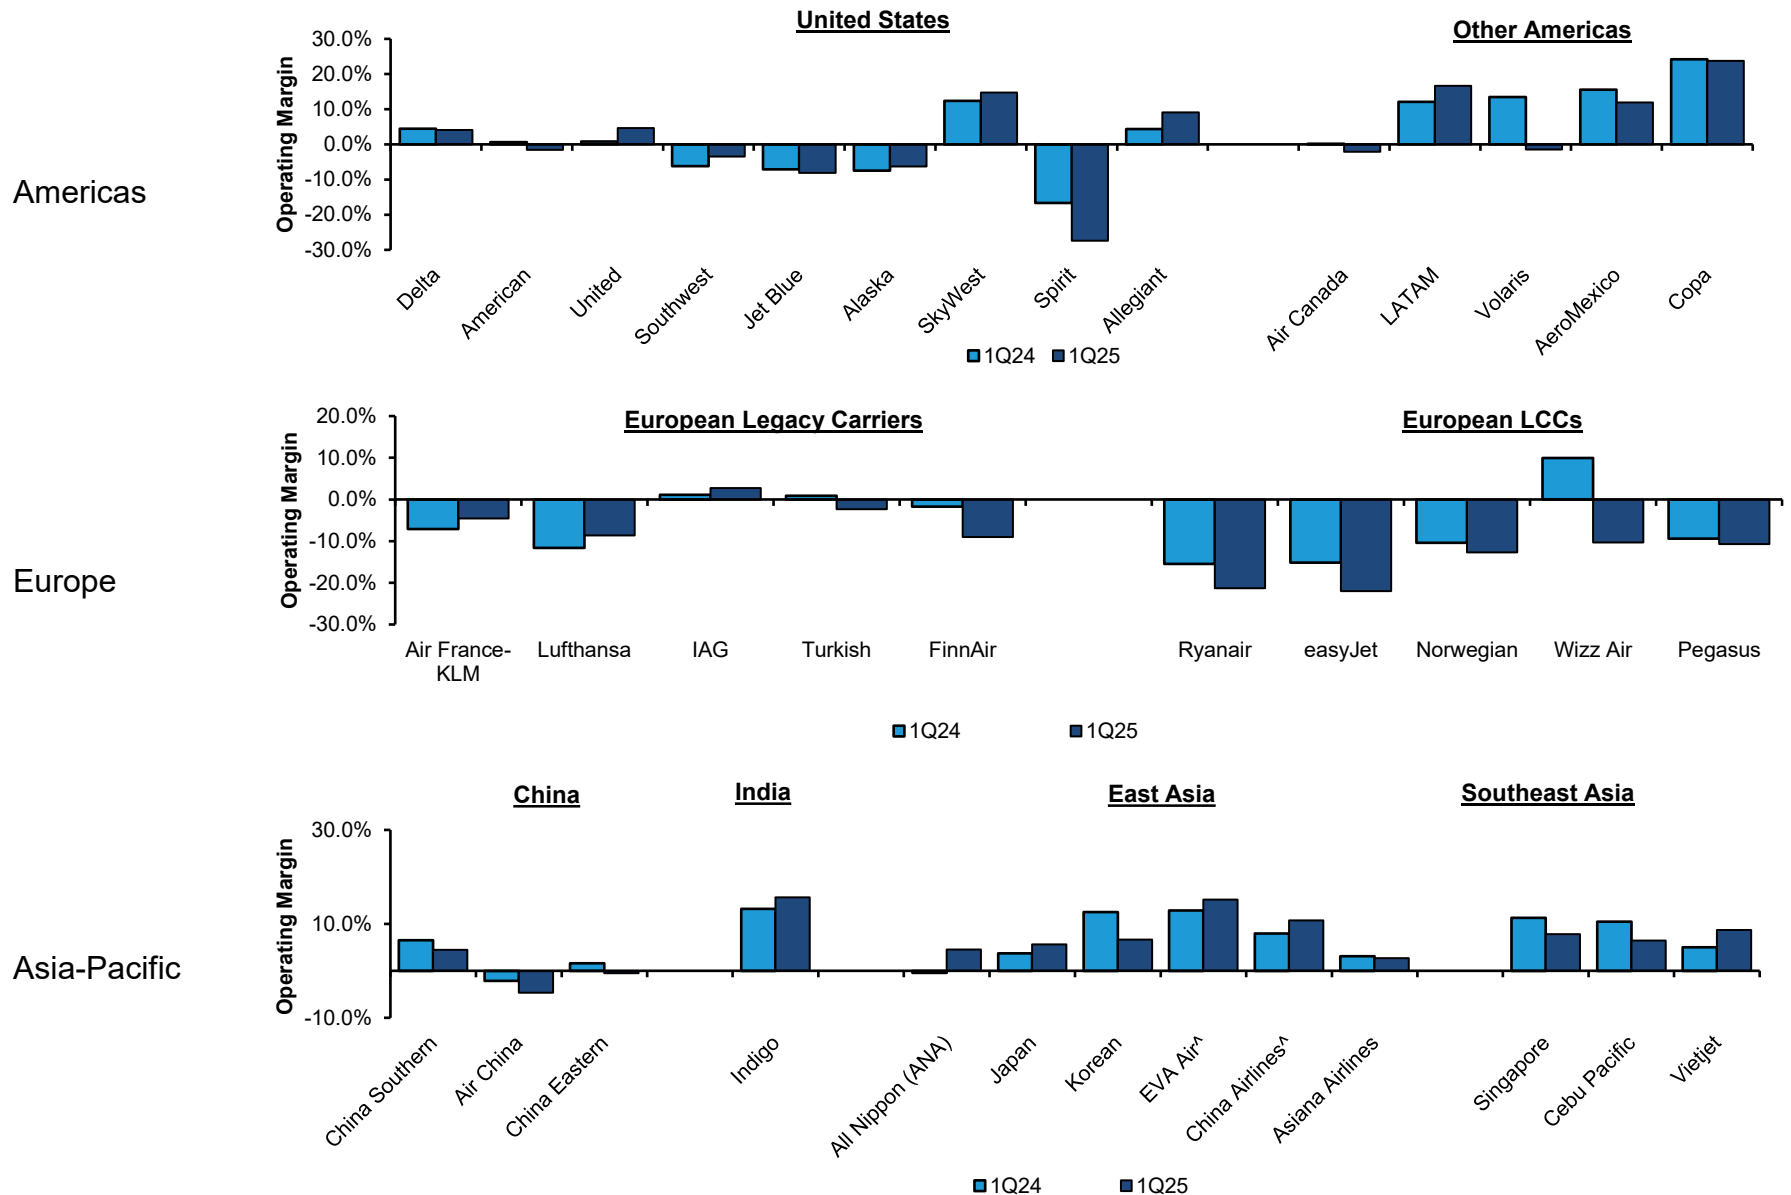 United States
Other Americas
Operating Margin
30.0%
20.0%
10.0%
0.0%
-10.0%
-20.0%
-30.0%
Americas
Delta
American
United
Southwest
Jet Blue
Alaska
SkyWest
Spirit
Allegiant
Air Canada
LATAM
Volaris
AeroMexico
Copa
1Q24
1Q25
European Legacy Carriers
European LCCs
Operating Margin
20.0%
10.0%
0.0%
-10.0%
-20.0%
-30.0%
Europe
Air France-
KLM
Lufthansa
IAG
Turkish
FinnAir
Ryanair
easyJet
Norwegian
Wizz Air
Pegasus
1Q24
1Q25
China
India
East Asia
Southeast Asia
Operating Margin
30.0%
10.0%
-10.0%
Asia-Pacific
China Southern
Air China
China Eastern
Indigo
All Nippon (ANA)
Japan
Korean
EVA Air^
China Airlines^
Asiana Airlines
Singapore
Cebu Pacific
Vietjet
1Q24
1Q25